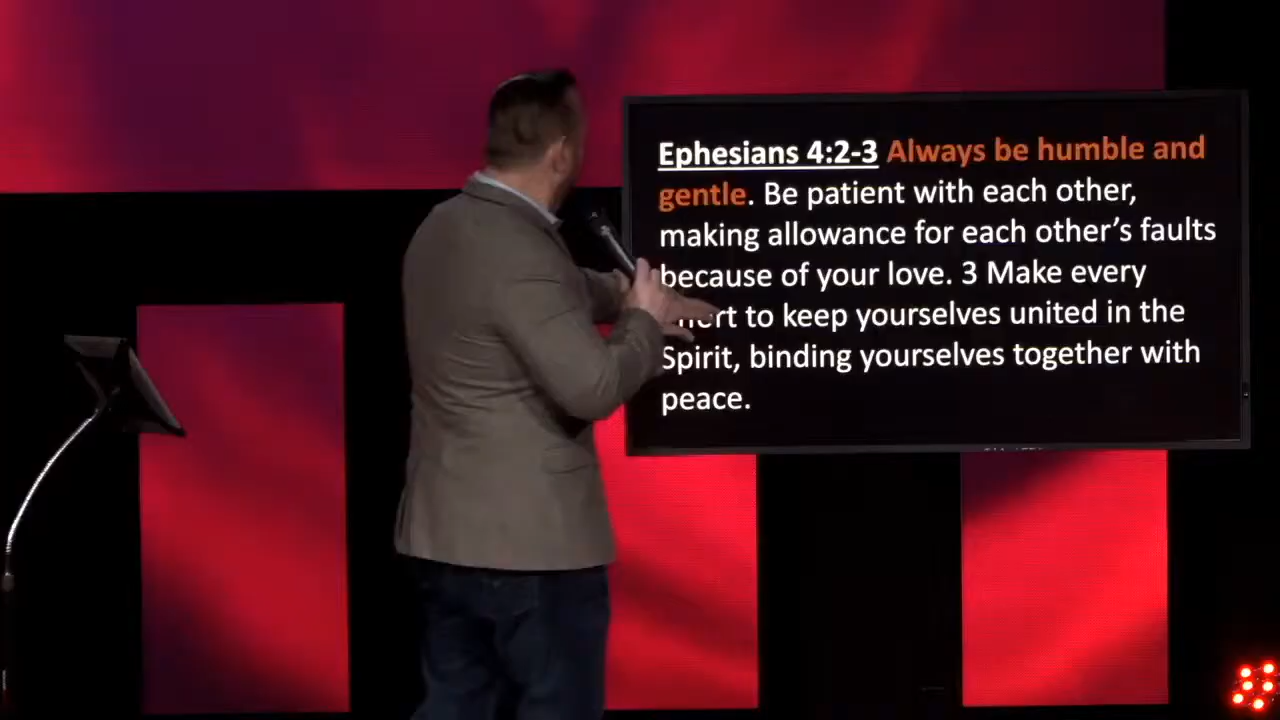 Ephesians 4:2-3 Always be humble and
gentle. Be patient with each other,
making allowance for each other's faults
because of your love. 3 Make every
to keep yourselves united in the
Spirit, binding yourselves together with
peace.